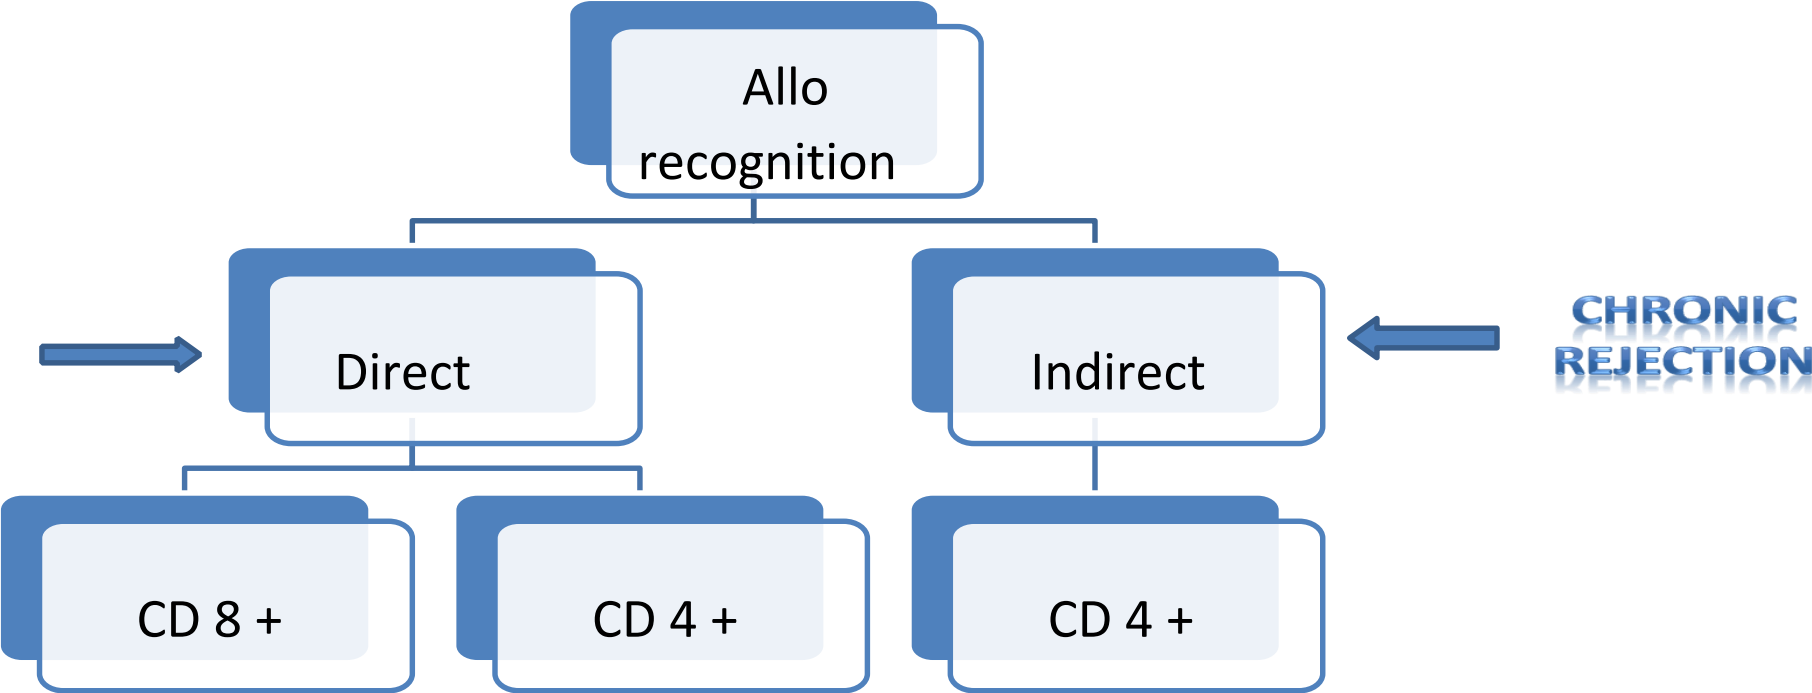 Allo
recognition
Direct
Indirect
CHRONIC
REJECTION
CD 8 +
CD 4 +
CD 4 +